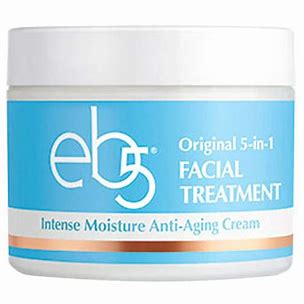 eb5®
Original 5-in-1
FACIAL
TREATMENT
Intense Moisture Anti-Aging Cream